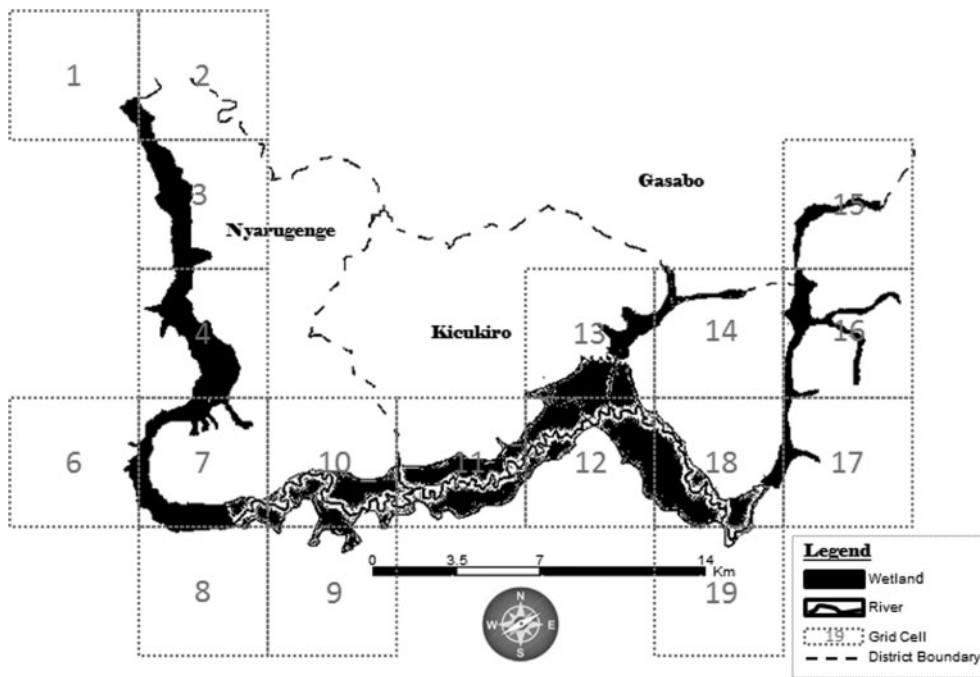 1
2
3
Gasabo
15
Nyarugenge
4
Kicukiro
13
14
16
6
7
10
11
12
18
17
0
3.5
7
14
Km
8
9
19
N
W
E
S
Legend
Wetland
River
19
Grid Cell
District Boundary